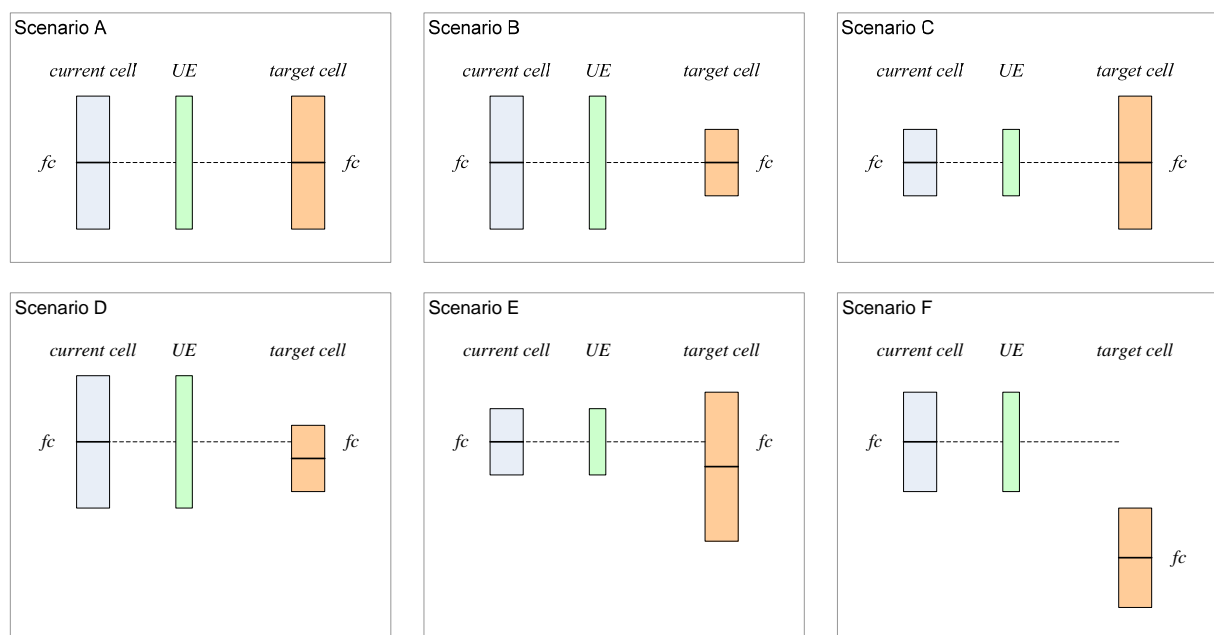 Scenario A
current cell UE target cell
fc fc
Scenario B
current cell UE target cell
fc fc
Scenario C
current cell UE target cell
fc fc
Scenario D
current cell UE target cell
fc fc
Scenario E
current cell UE target cell
fc fc
Scenario F
current cell UE target cell
fc
fc